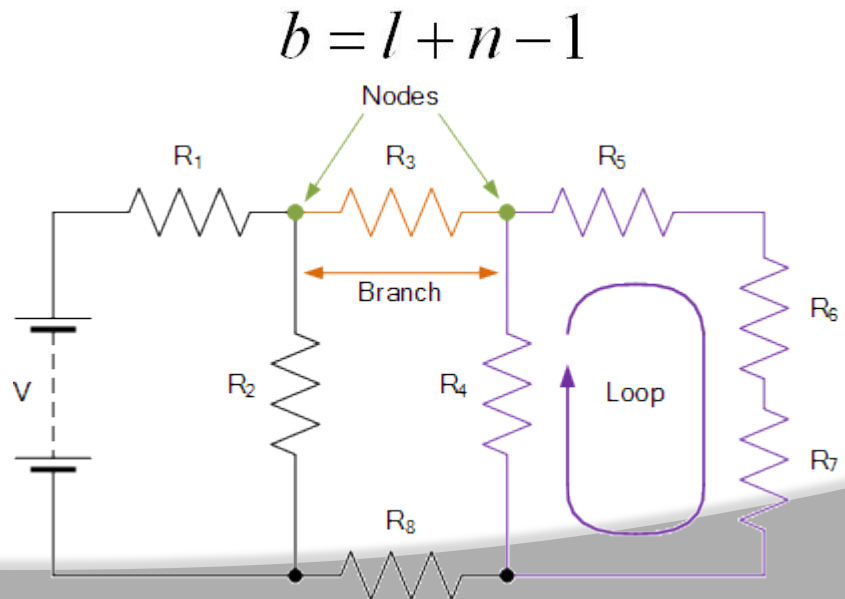 b = l + n − 1
Nodes
R₁
R₃
R₅
Branch
R₆
V
R₂
R₄
Loop
R₇
R₈